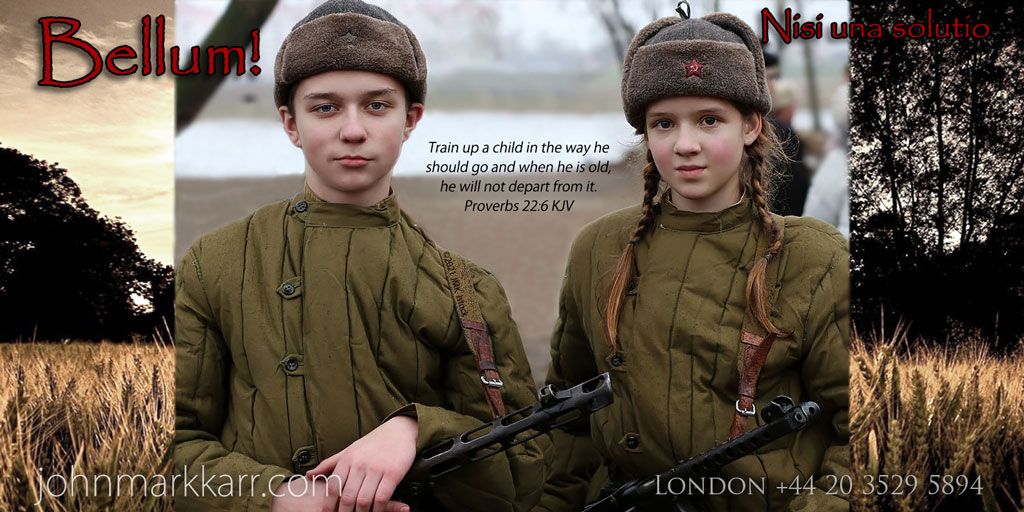 Bellum!
Nisi una solutio
Train up a child in the way he
should go and when he is old,
he will not depart from it.
Proverbs 22:6 KJV
johnmarkkarr.com
London +44 20 3529 5894